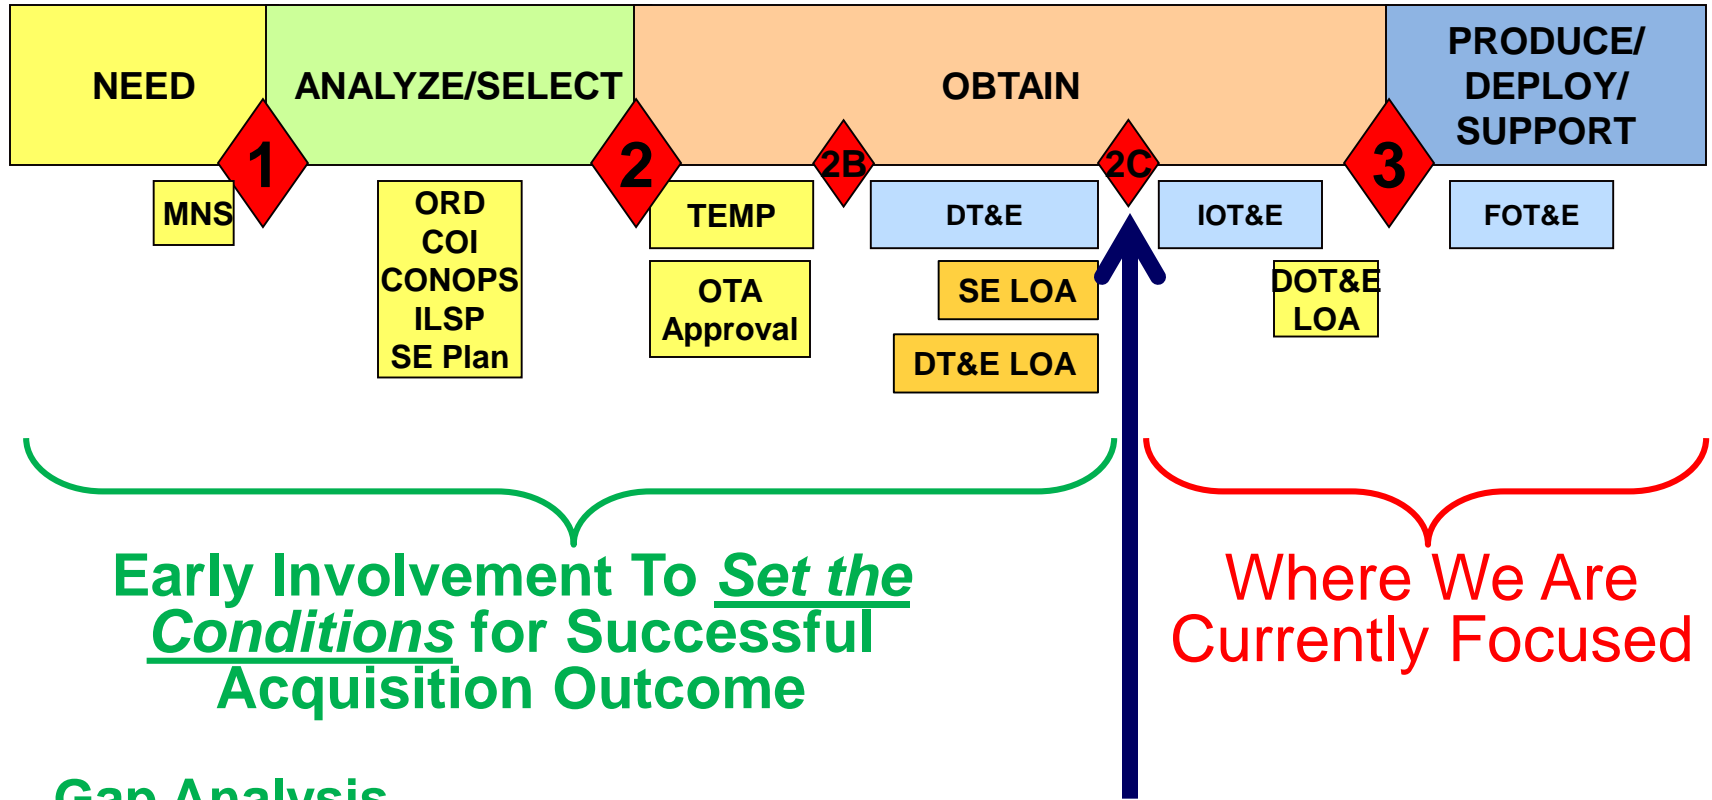 NEED
ANALYZE/SELECT
OBTAIN
PRODUCE/
DEPLOY/
SUPPORT
1
2
2B
2C
3
MNS
ORD
COI
CONOPS
ILSP
SE Plan
TEMP
OTA
Approval
DT&E
SE LOA
DT&E LOA
IOT&E
DOT&E
LOA
FOT&E
Early Involvement To Set the
Conditions for Successful
Acquisition Outcome
Where We Are
Currently Focused
Gap Analysis